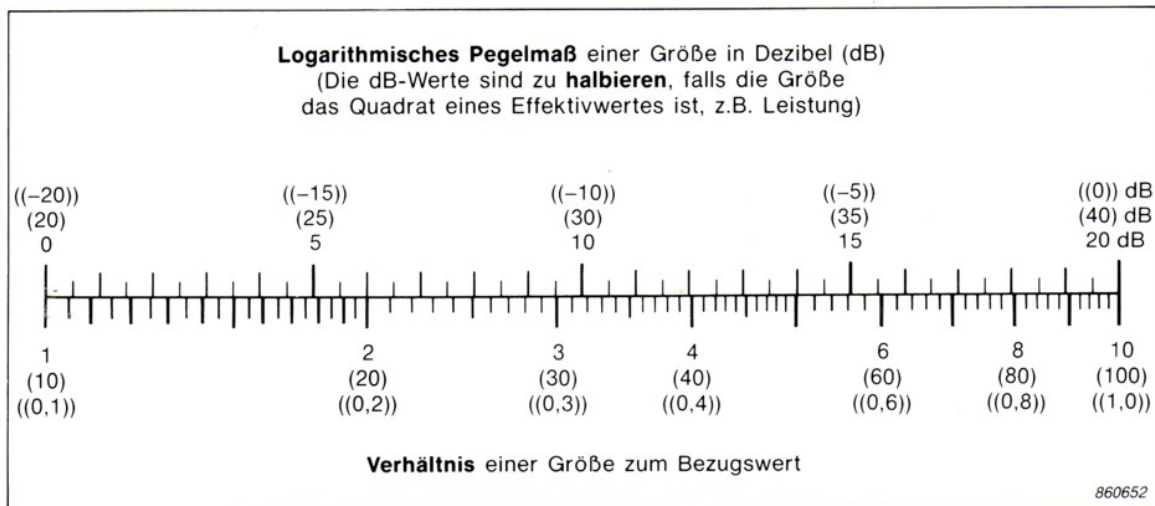 Logarithmisches Pegelmaß einer Größe in Dezibel (dB)
(Die dB-Werte sind zu halbieren, falls die Größe
das Quadrat eines Effektivwertes ist, z.B. Leistung)
((−20)) ((−15)) ((−10)) ((−5)) ((0)) dB
(20) (25) (30) (35) (40) dB
0 5 10 15 20 dB
1 2 3 4 6 8 10
(10) (20) (30) (40) (60) (80) (100)
((0,1)) ((0,2)) ((0,3)) ((0,4)) ((0,6)) ((0,8)) ((1,0))
Verhältnis einer Größe zum Bezugswert
860652